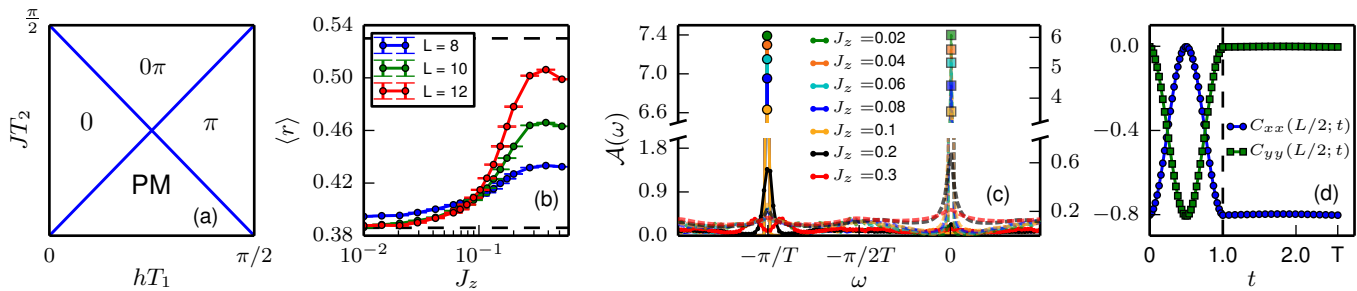 π/2
JT₂
0π
0
π
PM
(a)
0
π/2
hT₁
0.54
0.50
0.46
0.42
0.38
⟨r⟩
L = 8
L = 10
L = 12
(b)
10⁻²
10⁻¹
J_z
7.4
7.0
6.6
1.8
0.9
0.0
𝒜(ω)
J_z =0.02
J_z =0.04
J_z =0.06
J_z =0.08
J_z =0.1
J_z =0.2
J_z =0.3
6
5
4
3
0.6
0.2
(c)
−π/T
−π/2T
0
ω
0.0
−0.4
−0.8
C_xx(L/2;t)
C_yy(L/2;t)
(d)
0
1.0
2.0
T
t